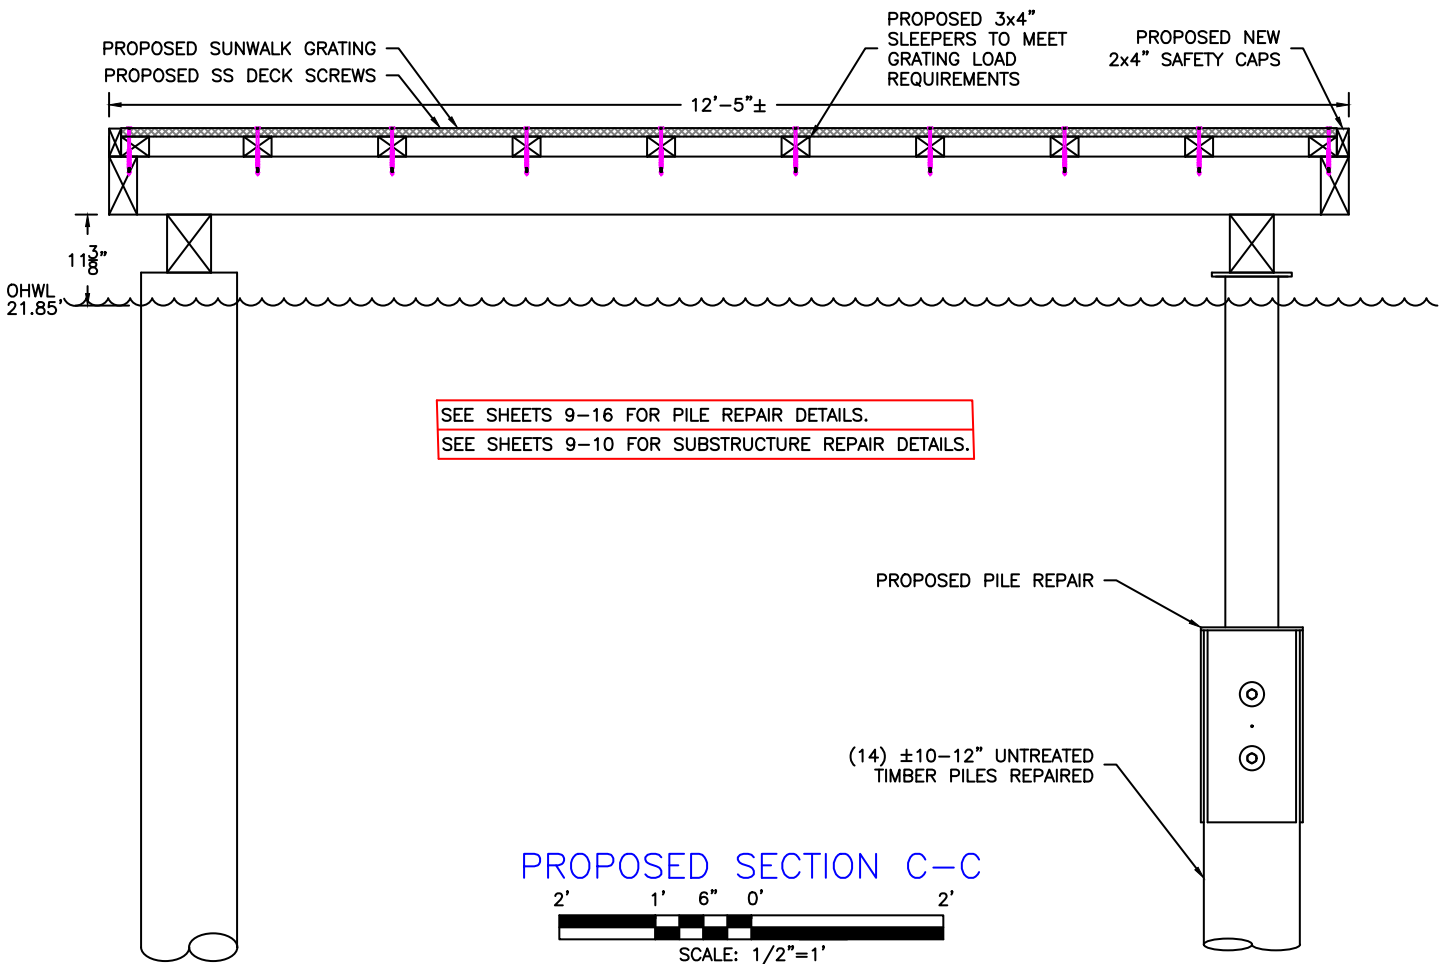 PROPOSED SUNWALK GRATING
PROPOSED SS DECK SCREWS
PROPOSED 3x4"
SLEEPERS TO MEET
GRATING LOAD
REQUIREMENTS
PROPOSED NEW
2x4" SAFETY CAPS
12'-5"±
11 3/8"
OHWL
21.85'
SEE SHEETS 9-16 FOR PILE REPAIR DETAILS.
SEE SHEETS 9-10 FOR SUBSTRUCTURE REPAIR DETAILS.
PROPOSED PILE REPAIR
(14) ±10-12" UNTREATED
TIMBER PILES REPAIRED
PROPOSED SECTION C-C
2' 1' 6" 0' 2'
SCALE: 1/2"=1'